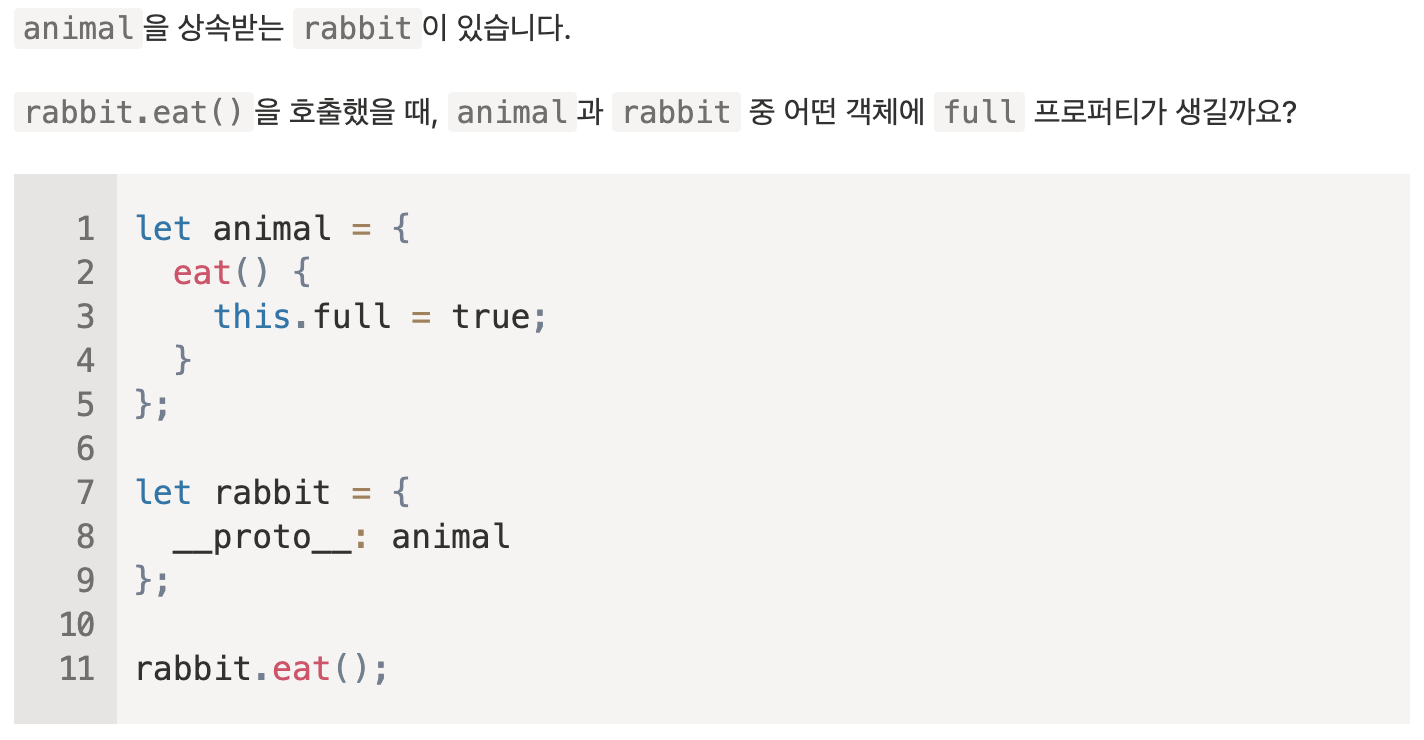 animal을 상속받는 rabbit이 있습니다.
rabbit.eat()을 호출했을 때, animal과 rabbit 중 어떤 객체에 full 프로퍼티가 생길까요?
1 let animal = {
2   eat() {
3     this.full = true;
4   }
5 };
6
7 let rabbit = {
8   __proto__: animal
9 };
10
11 rabbit.eat();